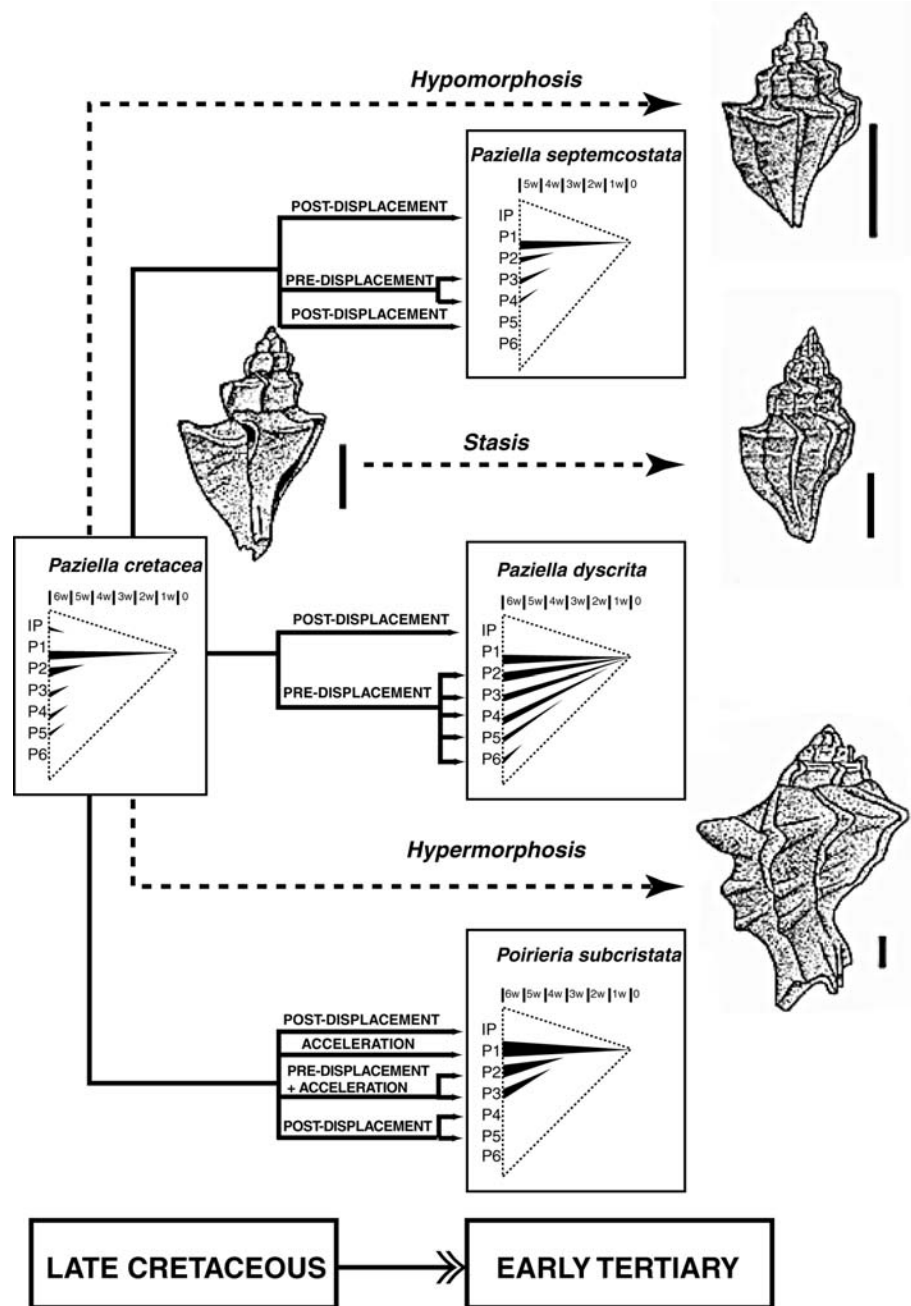 Hypomorphosis
Paziella septemcostata
5w 4w 3w 2w 1w 0
POST-DISPLACEMENT
IP
P1
P2
PRE-DISPLACEMENT
P3
P4
POST-DISPLACEMENT
P5
P6
Stasis
Paziella cretacea
6w 5w 4w 3w 2w 1w 0
IP
P1
P2
P3
P4
P5
P6
Paziella dyscrita
6w 5w 4w 3w 2w 1w 0
POST-DISPLACEMENT
IP
P1
PRE-DISPLACEMENT
P2
P3
P4
P5
P6
Hypermorphosis
Poirieria subcristata
6w 5w 4w 3w 2w 1w 0
POST-DISPLACEMENT
ACCELERATION
PRE-DISPLACEMENT
+ ACCELERATION
POST-DISPLACEMENT
IP
P1
P2
P3
P4
P5
P6
LATE CRETACEOUS
EARLY TERTIARY